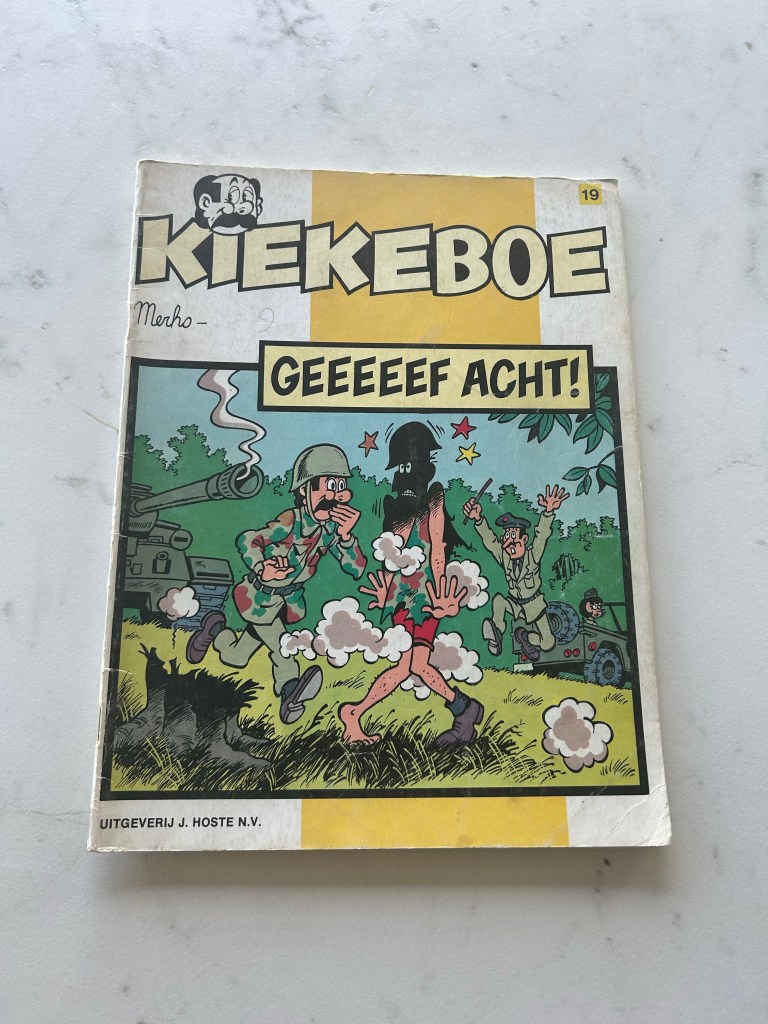 19
KIEKEBOE
Merho -
GEEEEEF ACHT!
UITGEVERIJ J. HOSTE N.V.